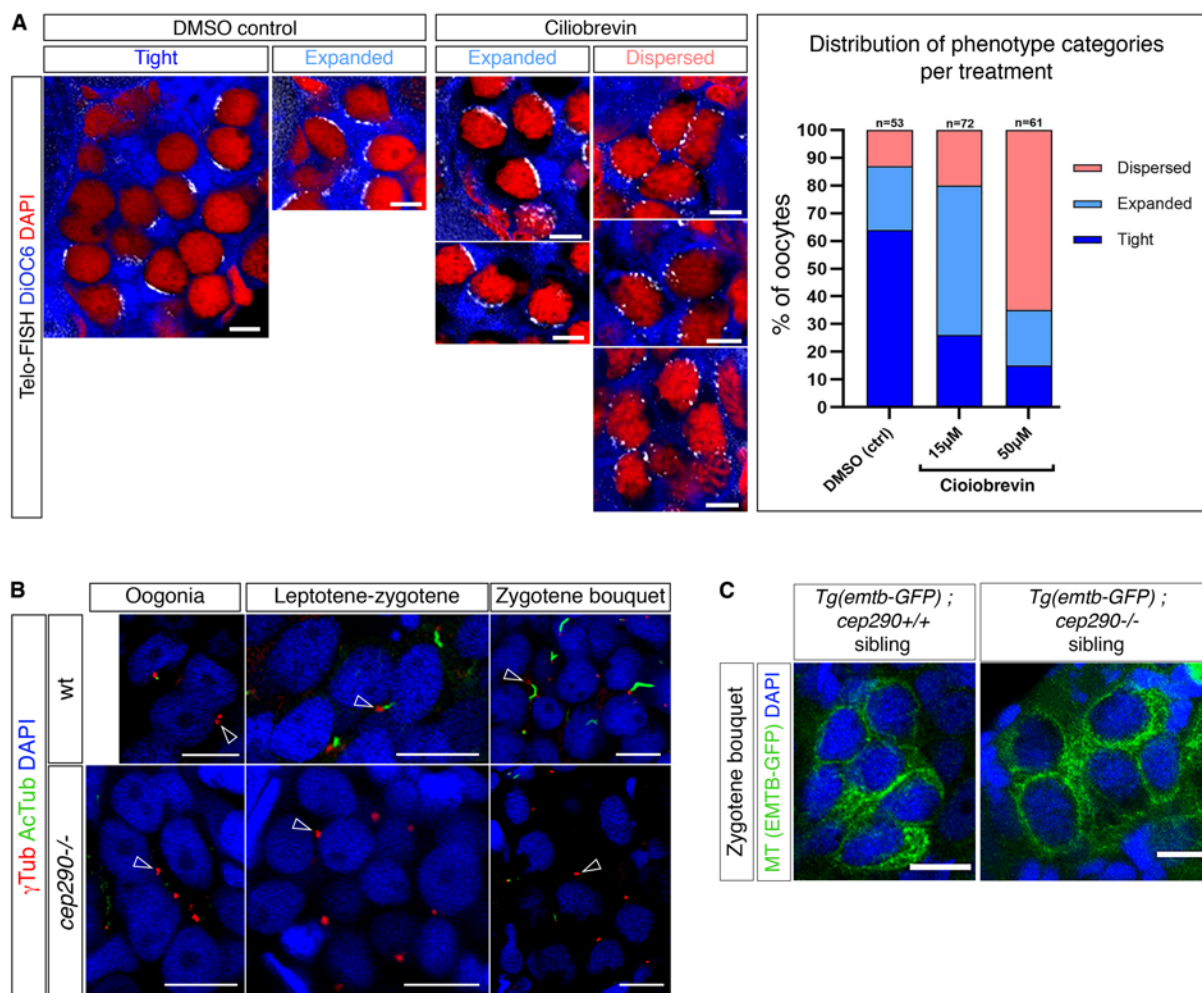 A
DMSO control
Ciliobrevin
Tight
Expanded
Expanded
Dispersed
Telo-FISH DiOC6 DAPI
Distribution of phenotype categories
per treatment
% of oocytes
100
90
80
70
60
50
40
30
20
10
0
n=53
n=72
n=61
Dispersed
Expanded
Tight
DMSO (ctrl)
15µM
50µM
Cioiobrevin
B
Oogonia
Leptotene-zygotene
Zygotene bouquet
γTub AcTub DAPI
wt
cep290-/-
C
Tg(emtb-GFP) ;
cep290+/+
sibling
Tg(emtb-GFP) ;
cep290-/-
sibling
Zygotene bouquet
MT (EMTB-GFP) DAPI